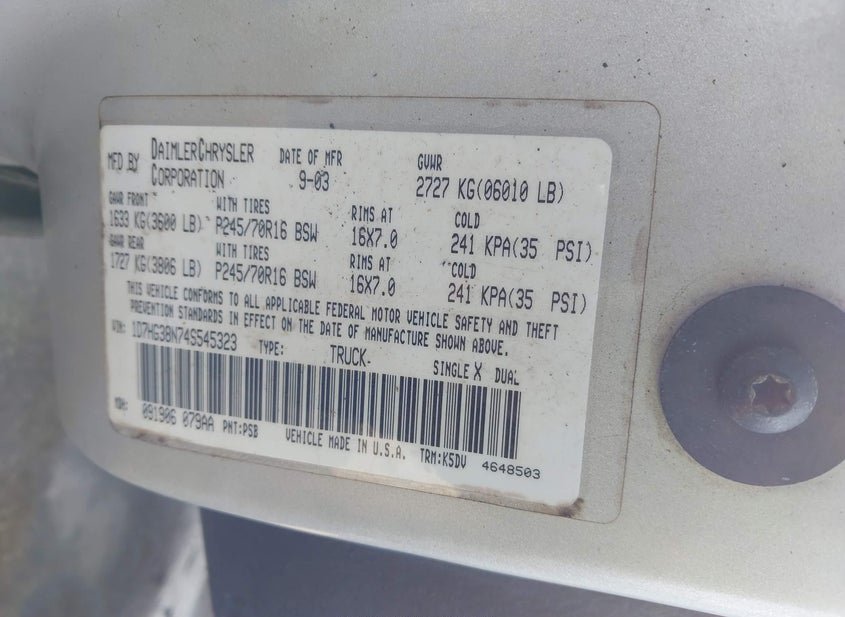 MFD BY DAIMLERCHRYSLER CORPORATION DATE OF MFR 9-03 GVWR 2727 KG(06010 LB)
GAWR FRONT WITH TIRES RIMS AT COLD
1633 KG(3600 LB) P245/70R16 BSW 16X7.0 241 KPA(35 PSI)
GAWR REAR WITH TIRES RIMS AT COLD
1727 KG(3806 LB) P245/70R16 BSW 16X7.0 241 KPA(35 PSI)
THIS VEHICLE CONFORMS TO ALL APPLICABLE FEDERAL MOTOR VEHICLE SAFETY AND THEFT
PREVENTION STANDARDS IN EFFECT ON THE DATE OF MANUFACTURE SHOWN ABOVE.
VIN: 1D7HG38N74S545323 TYPE: TRUCK SINGLE X DUAL
MDH: 091906 079AA PNT:PSB VEHICLE MADE IN U.S.A. TRM:K5DV 4648503